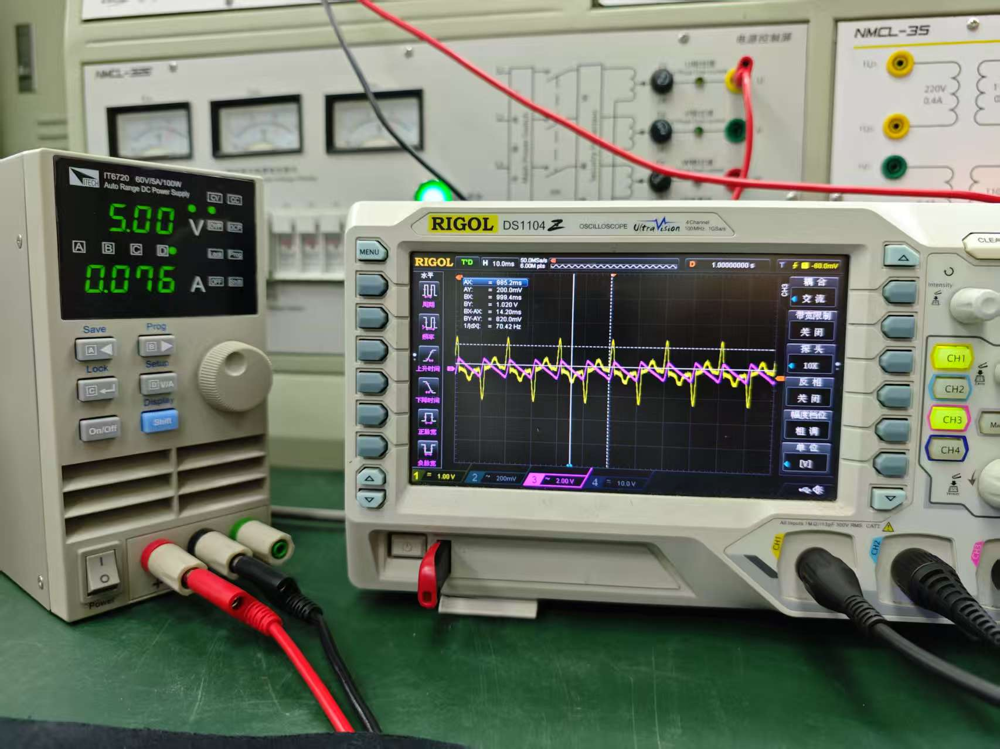 电源控制屏
NMCL-35
1U1
220V
0.4A
ITECH
IT6720 60V/5A/100W
Auto Range DC Power Supply
CV CC
5.00 V
OVP OCP
A B C D
Lock Prog
0.076 A
OFF Shift
Save Prog
A B
Lock Setup
C D V/A
Display
On/Off Shift
Power
RIGOL DS1104 Z OSCILLOSCOPE UltraVision 4 Channel
100MHz 1GSa/s
CLEA
MENU
RIGOL T'D H 10.0ms 50.0MSa/s
6.00M pts
D 1.00000000 s T 1 -80.0mV
水平
周期
频率
上升时间
下降时间
正脉宽
负脉宽
AX: = 985.2ms
AY: = 200.0mV
BX: = 999.4ms
BY: = 1.020 V
BX-AX: = 14.20ms
BY-AY: = 820.0mV
1/|dX|: = 70.42 Hz
CH3
耦合
交流
带宽限制
关闭
探头
10X
反相
关闭
幅度档位
粗调
单位
[V]
1 = 1.00 V
2 ~ 200mV
3 ~ 2.00 V
4 = 10.0 V
Intensity
CH1
CH2
CH3
CH4
MA
All Inputs 1MΩ//13pF 300V RMS CATI
CH1
CH2
CH3